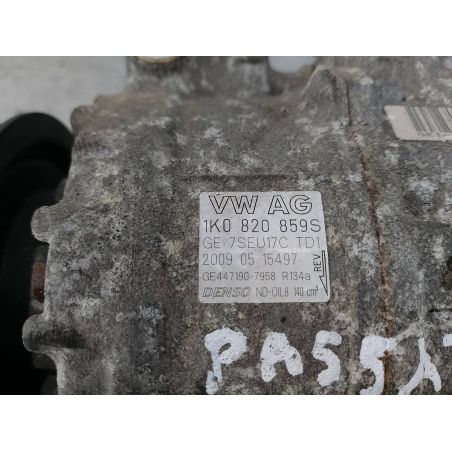 VW AG
1K0 820 859S
GE 7SEU17C TD1
2009 05 15497
GE447190-7958 R134a
DENSO ND-OIL8 140 cm³
REV
PASSAT